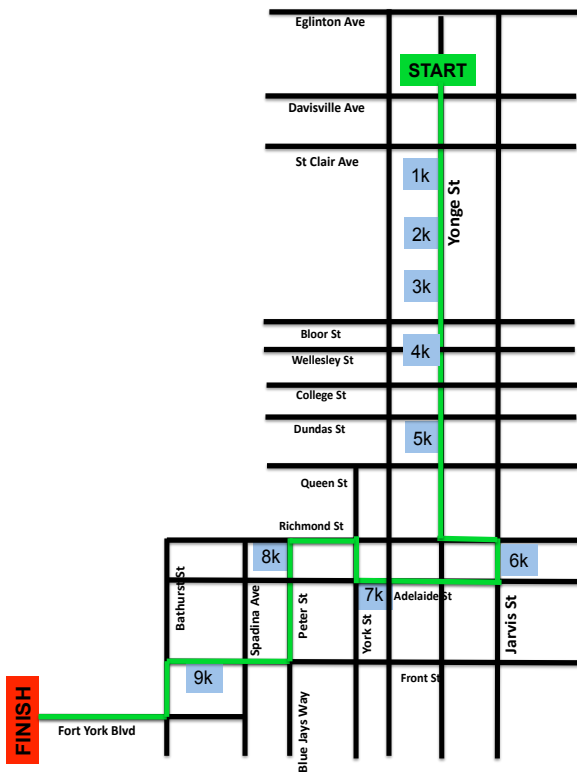 Eglinton Ave
START
Davisville Ave
St Clair Ave
1k
Yonge St
2k
3k
Bloor St
4k
Wellesley St
College St
Dundas St
5k
Queen St
Richmond St
8k
6k
Bathurst St
Spadina Ave
Peter St
York St
7k
Adelaide St
Jarvis St
9k
Front St
FINISH
Fort York Blvd
Blue Jays Way